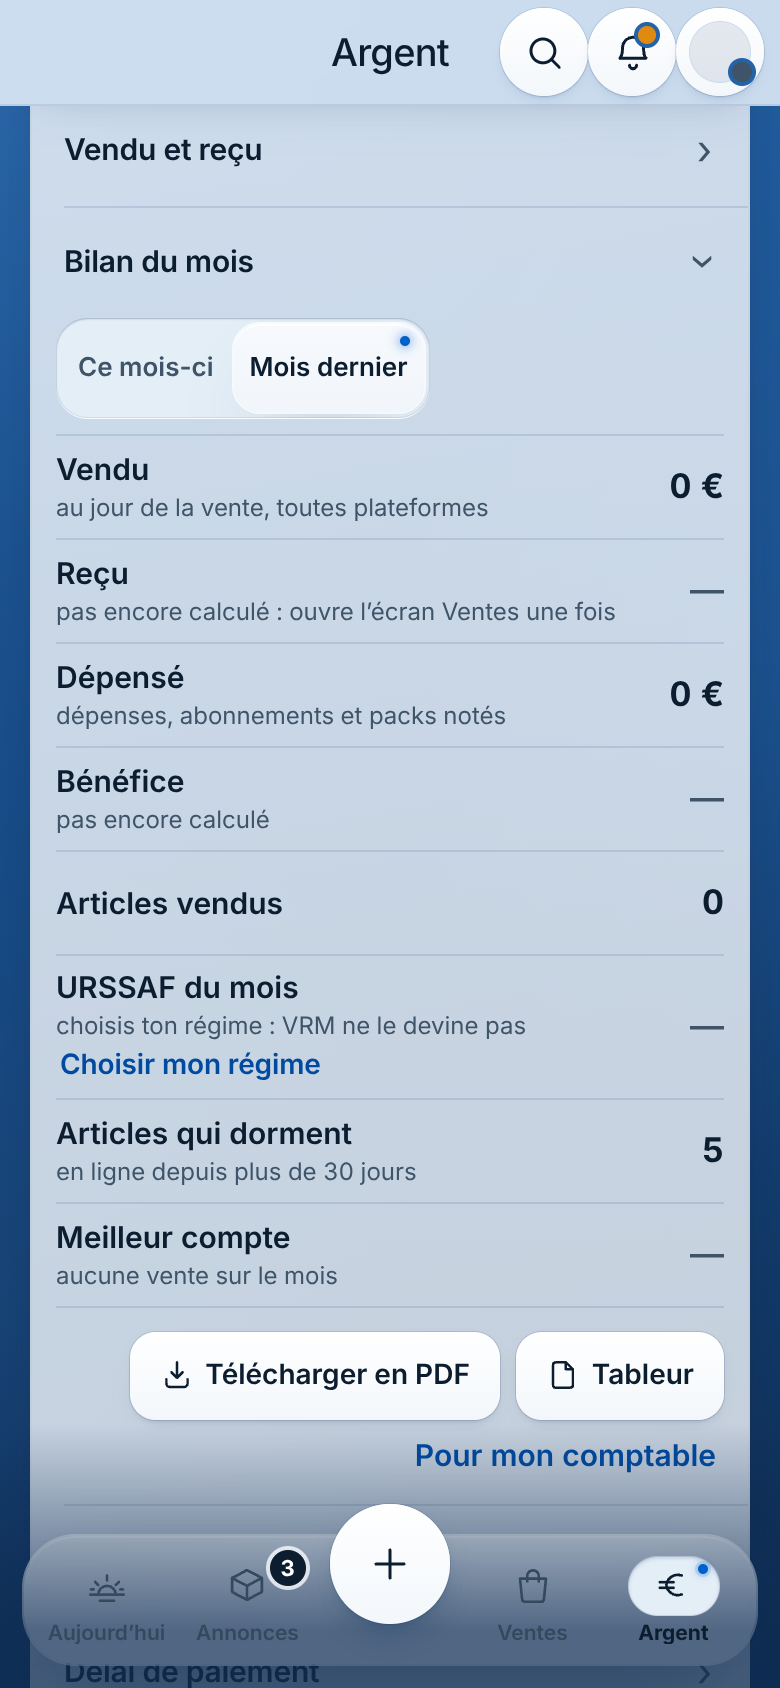 Argent
Vendu et reçu
Bilan du mois
Ce mois-ci
Mois dernier
Vendu
0 €
au jour de la vente, toutes plateformes
Reçu
—
pas encore calculé : ouvre l’écran Ventes une fois
Dépensé
0 €
dépenses, abonnements et packs notés
Bénéfice
—
pas encore calculé
Articles vendus
0
URSSAF du mois
choisis ton régime : VRM ne le devine pas
—
Choisir mon régime
Articles qui dorment
5
en ligne depuis plus de 30 jours
Meilleur compte
—
aucune vente sur le mois
Télécharger en PDF
Tableur
Pour mon comptable
3
Aujourd’hui
Annonces
Ventes
Argent
Délai de paiement